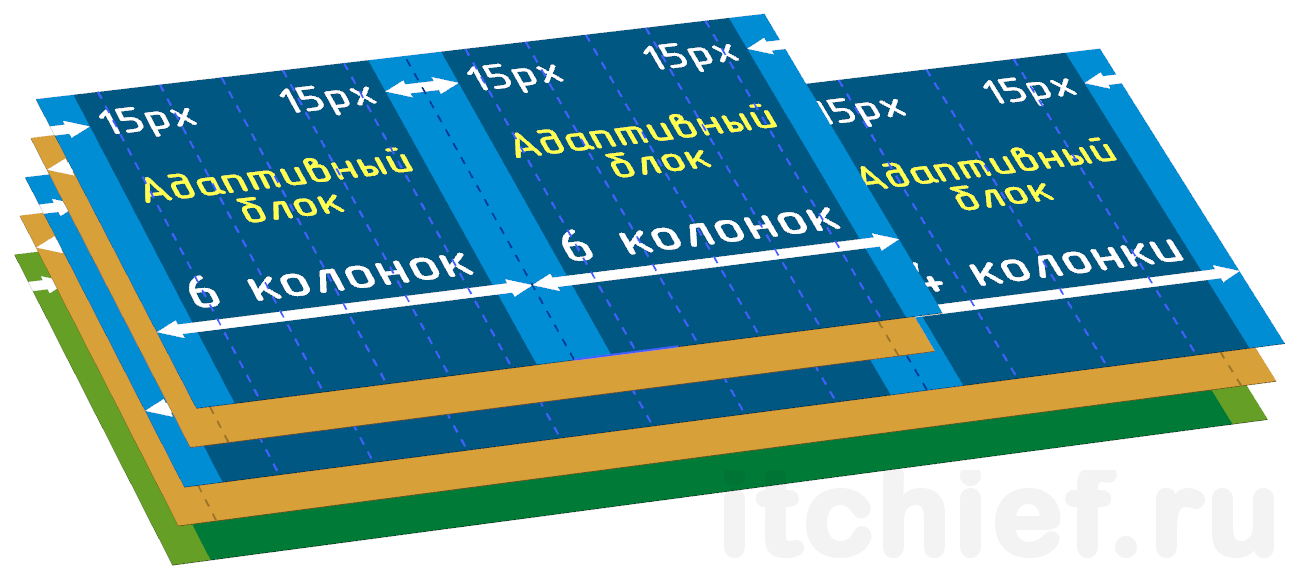 15px 15px 15px 15px
15px 15px
Адаптивный
блок
Адаптивный
блок
Адаптивный
блок
6 колонок
6 колонок
4 колонки
itchief.ru